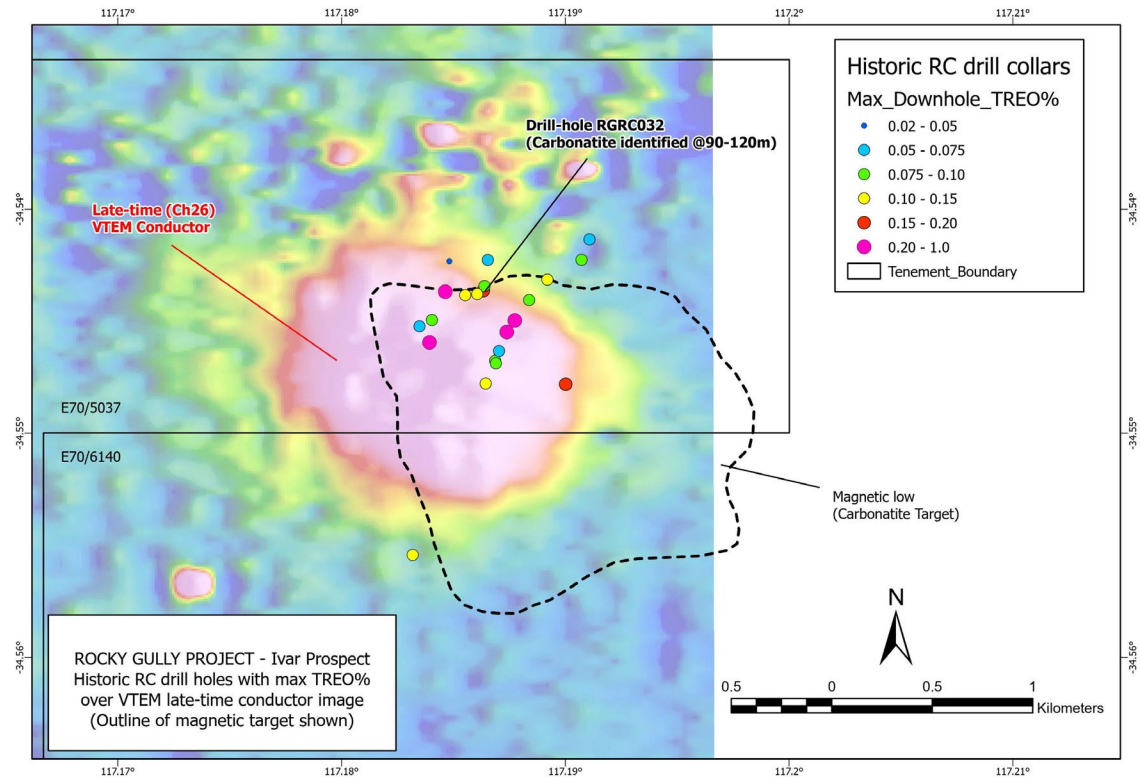 117.17°
117.18°
117.19°
117.2°
117.21°
Historic RC drill collars
Max_Downhole_TREO%
0.02 - 0.05
0.05 - 0.075
0.075 - 0.10
0.10 - 0.15
0.15 - 0.20
0.20 - 1.0
Tenement_Boundary
Drill-hole RGRC032
(Carbonatite identified @90-120m)
Late-time (Ch26)
VTEM Conductor
-34.54°
-34.54°
E70/5037
-34.55°
-34.55°
E70/6140
Magnetic low
(Carbonatite Target)
N
-34.56°
-34.56°
ROCKY GULLY PROJECT - Ivar Prospect
Historic RC drill holes with max TREO%
over VTEM late-time conductor image
(Outline of magnetic target shown)
0.5 0 0.5 1
Kilometers
117.17°
117.18°
117.19°
117.2°
117.21°